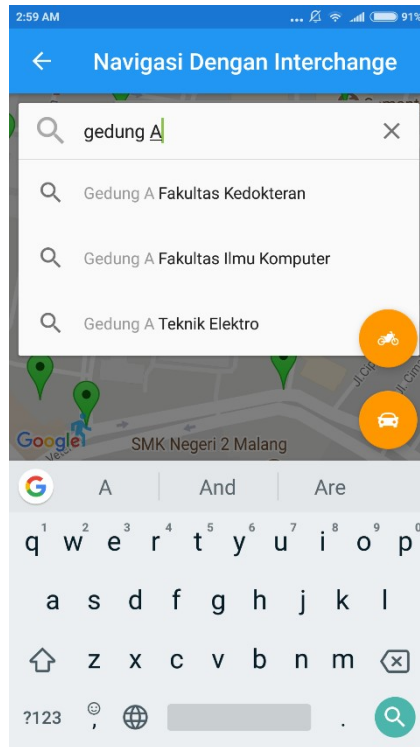 2:59 AM ... 91%
Navigasi Dengan Interchange
gedung A
Gedung A Fakultas Kedokteran
Gedung A Fakultas Ilmu Komputer
Gedung A Teknik Elektro
Google
SMK Negeri 2 Malang
G A And Are
1 2 3 4 5 6 7 8 9 0
q w e r t y u i o p
a s d f g h j k l
z x c v b n m
?123 , .